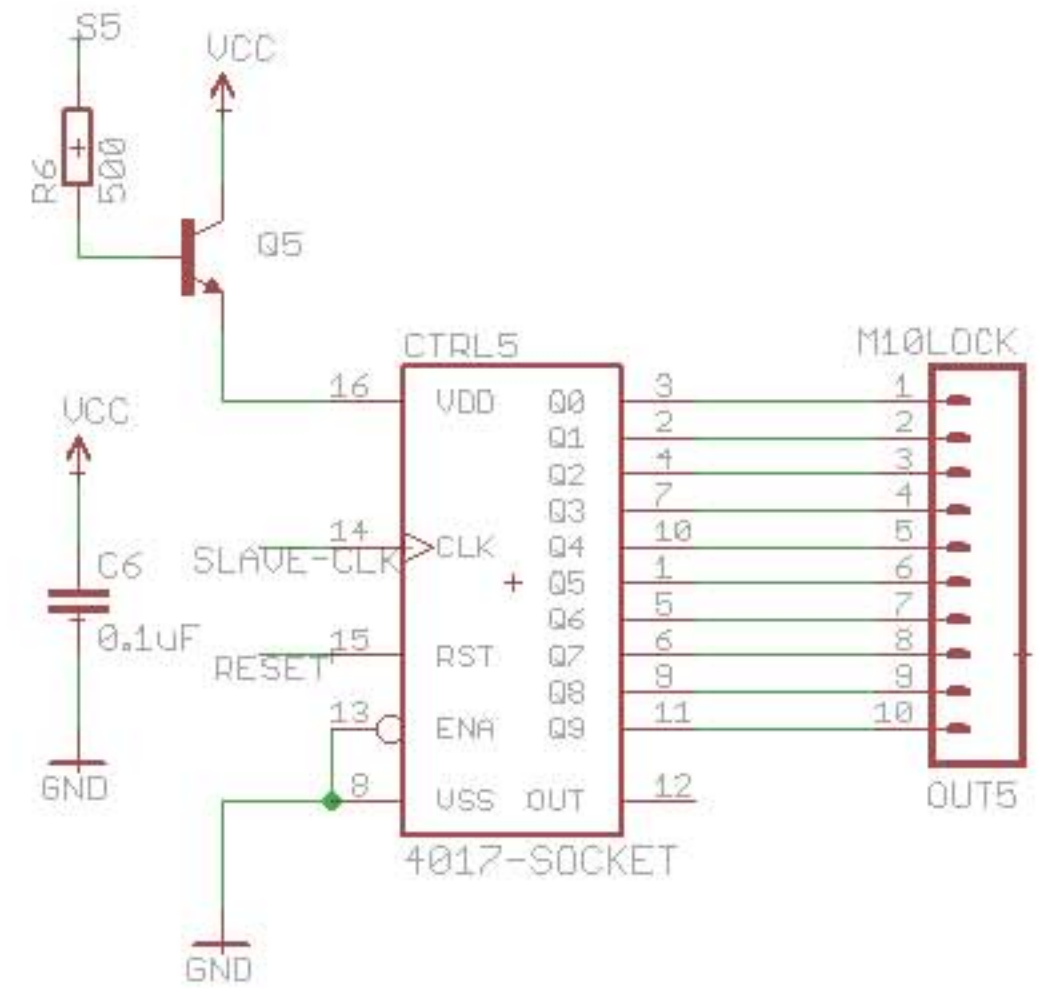 S5
VCC
R6
500
Q5
CTRL5
M10LOCK
16 VDD Q0 3 1
Q1 2 2
VCC
Q2 4 3
Q3 7 4
14 CLK Q4 10 5
SLAVE-CLK
C6
Q5 1 6
Q6 5 7
0.1uF
15 RST Q7 6 8
RESET
Q8 9 9
13 ENA Q9 11 10
GND
8 VSS OUT 12
OUT5
4017-SOCKET
GND